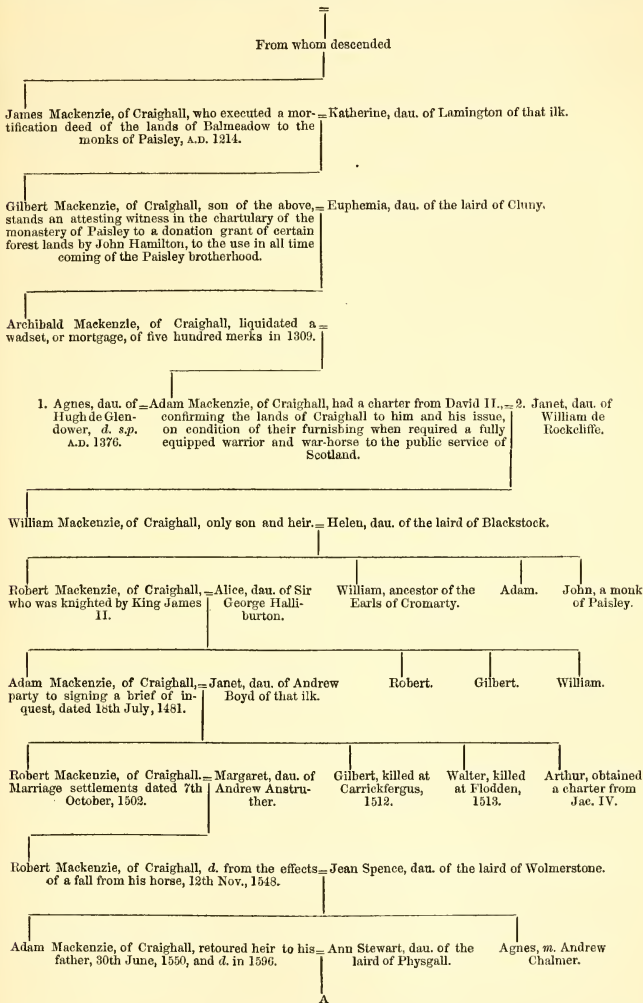 From whom descended
James Mackenzie, of Craighall, who executed a mor-
tification deed of the lands of Balmeadow to the
monks of Paisley, A.D. 1214.
= Katherine, dau. of Lamington of that ilk.
Gilbert Mackenzie, of Craighall, son of the above,
stands an attesting witness in the chartulary of the
monastery of Paisley to a donation grant of certain
forest lands by John Hamilton, to the use in all time
coming of the Paisley brotherhood.
= Euphemia, dau. of the laird of Cluny.
Archibald Mackenzie, of Craighall, liquidated a =
wadset, or mortgage, of five hundred merks in 1309.
1. Agnes, dau. of
Hugh de Glen-
dower, d. s.p.
A.D. 1376.
= Adam Mackenzie, of Craighall, had a charter from David II.,
confirming the lands of Craighall to him and his issue,
on condition of their furnishing when required a fully
equipped warrior and war-horse to the public service of
Scotland.
= 2. Janet, dau. of
William de
Rockcliffe.
William Mackenzie, of Craighall, only son and heir. = Helen, dau. of the laird of Blackstock.
Robert Mackenzie, of Craighall,
who was knighted by King James
II.
= Alice, dau. of Sir
George Halli-
burton.
William, ancestor of the
Earls of Cromarty.
Adam.
John, a monk
of Paisley.
Adam Mackenzie, of Craighall,
party to signing a brief of in-
quest, dated 18th July, 1481.
= Janet, dau. of Andrew
Boyd of that ilk.
Robert.
Gilbert.
William.
Robert Mackenzie, of Craighall.
Marriage settlements dated 7th
October, 1502.
= Margaret, dau. of
Andrew Anstru-
ther.
Gilbert, killed at
Carrickfergus,
1512.
Walter, killed
at Flodden,
1513.
Arthur, obtained
a charter from
Jac. IV.
Robert Mackenzie, of Craighall, d. from the effects
of a fall from his horse, 12th Nov., 1548.
= Jean Spence, dau. of the laird of Wolmerstone.
Adam Mackenzie, of Craighall, retoured heir to his
father, 30th June, 1550, and d. in 1596.
= Ann Stewart, dau. of the
laird of Physgall.
Agnes, m. Andrew
Chalmer.
A